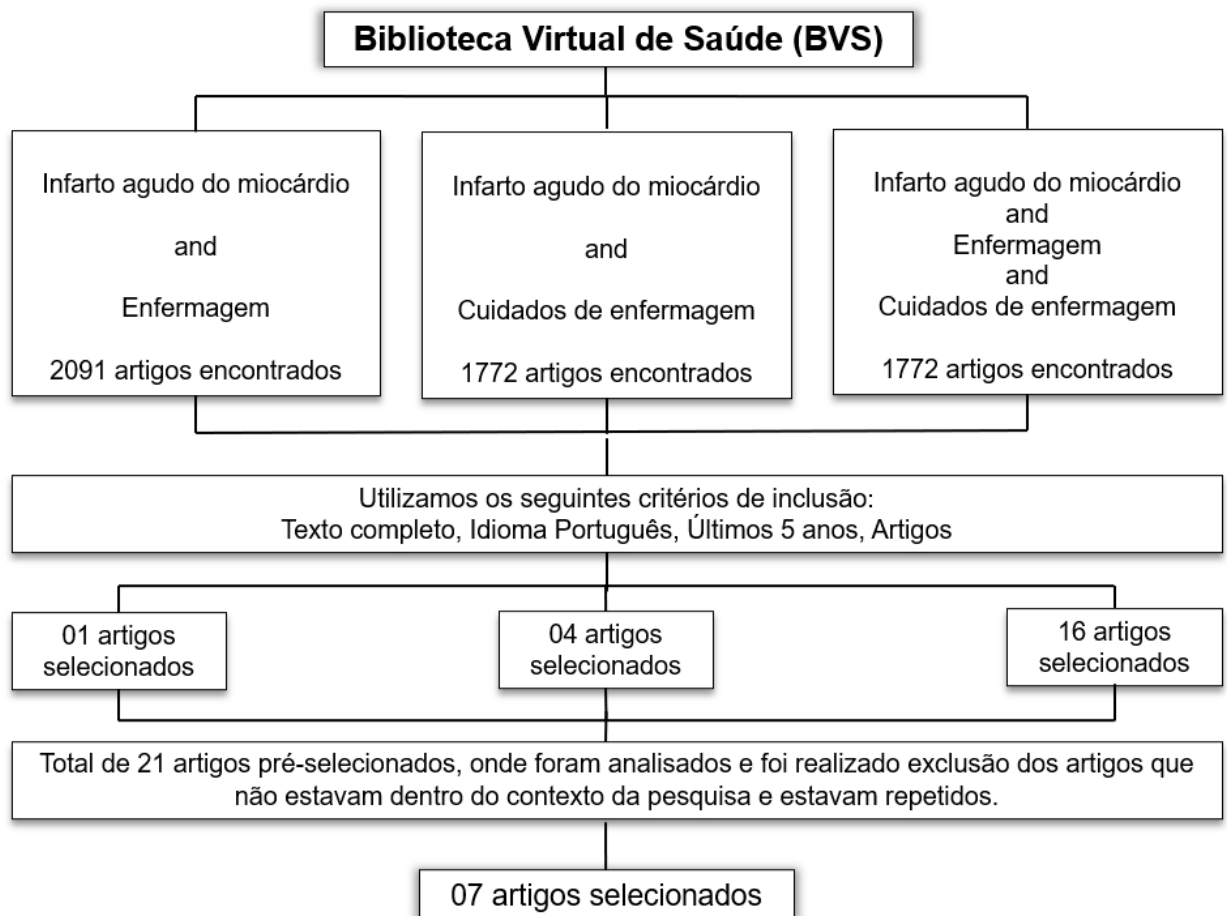 Biblioteca Virtual de Saúde (BVS)
Infarto agudo do miocárdio
and
Enfermagem
2091 artigos encontrados
Infarto agudo do miocárdio
and
Cuidados de enfermagem
1772 artigos encontrados
Infarto agudo do miocárdio
and
Enfermagem
and
Cuidados de enfermagem
1772 artigos encontrados
Utilizamos os seguintes critérios de inclusão:
Texto completo, Idioma Português, Últimos 5 anos, Artigos
01 artigos
selecionados
04 artigos
selecionados
16 artigos
selecionados
Total de 21 artigos pré-selecionados, onde foram analisados e foi realizado exclusão dos artigos que
não estavam dentro do contexto da pesquisa e estavam repetidos.
07 artigos selecionados